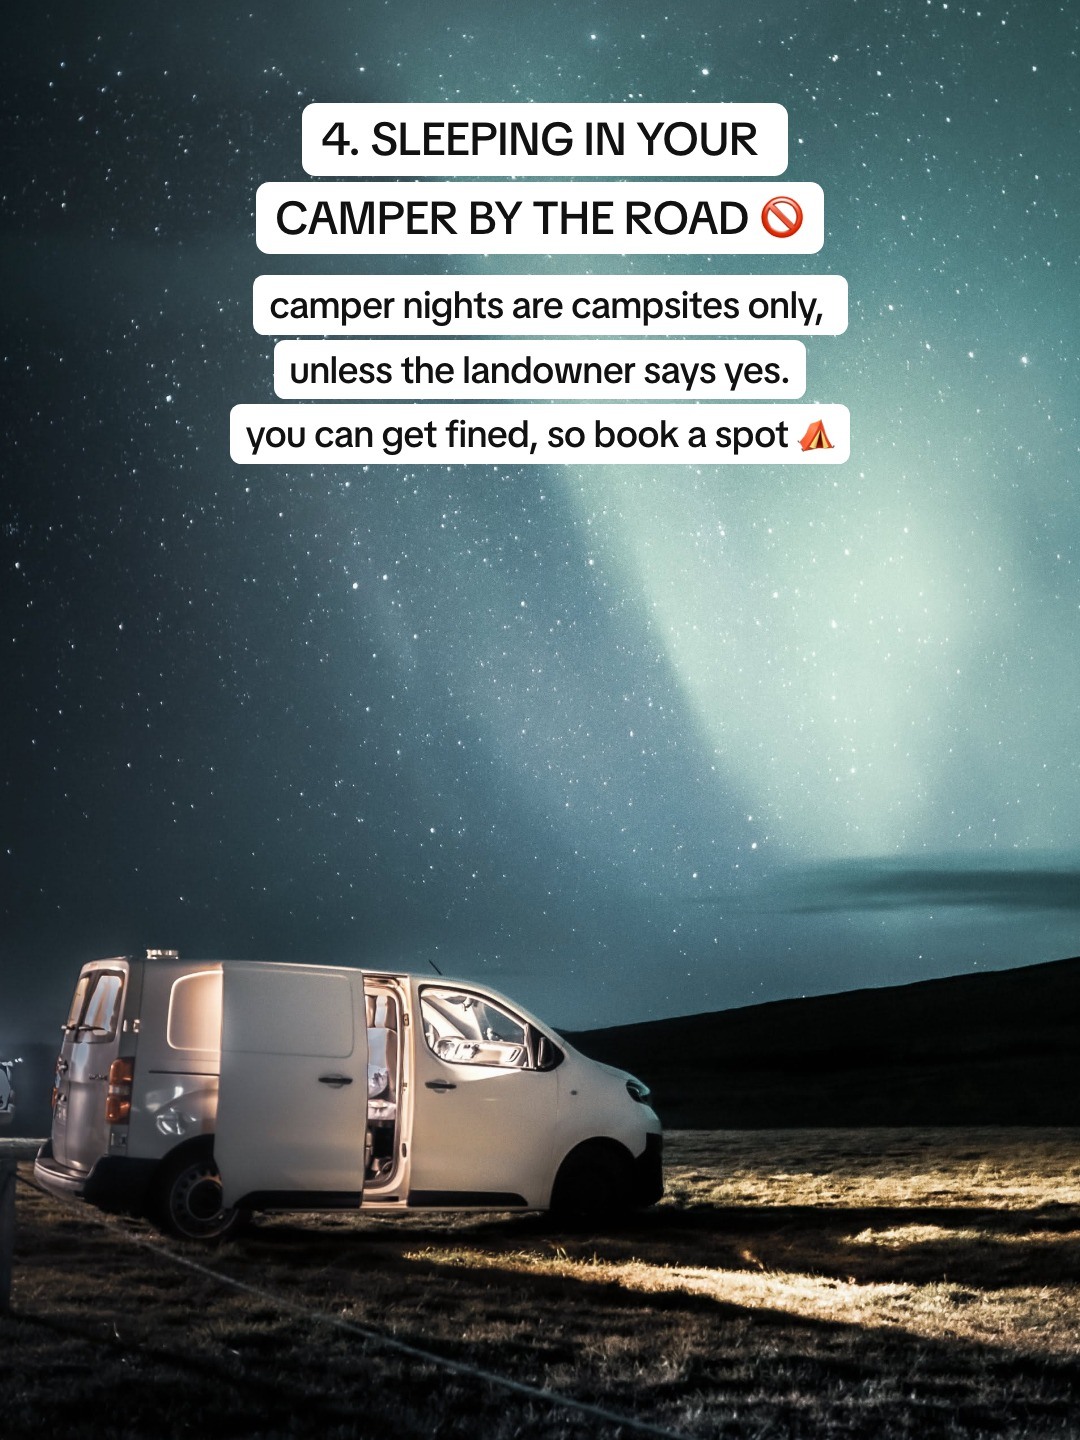 4. SLEEPING IN YOUR
CAMPER BY THE ROAD 🚫
camper nights are campsites only,
unless the landowner says yes.
you can get fined, so book a spot ⛺